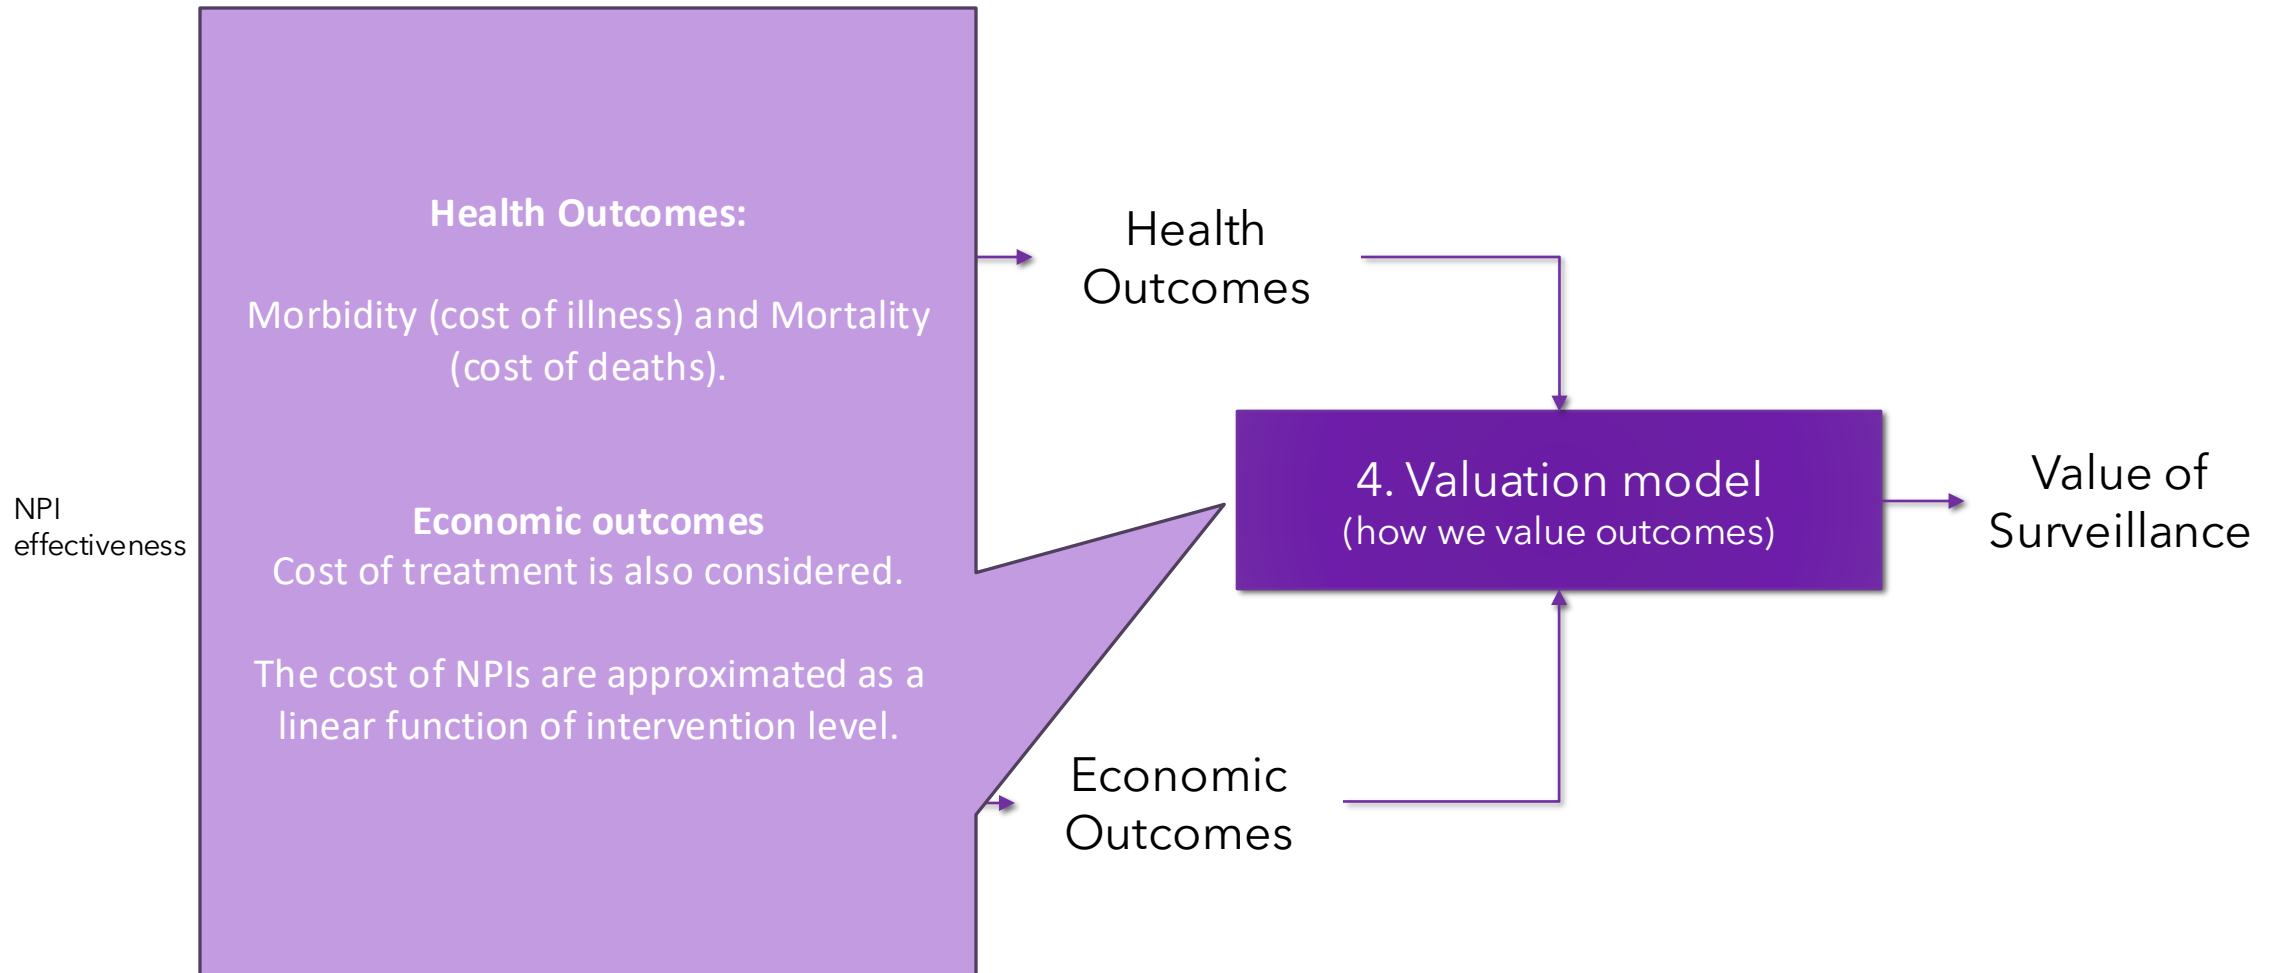 NPI
effectiveness
Health Outcomes:
Morbidity (cost of illness) and Mortality
(cost of deaths).
Economic outcomes
Cost of treatment is also considered.
The cost of NPIs are approximated as a
linear function of intervention level.
Health
Outcomes
Economic
Outcomes
4. Valuation model
(how we value outcomes)
Value of
Surveillance